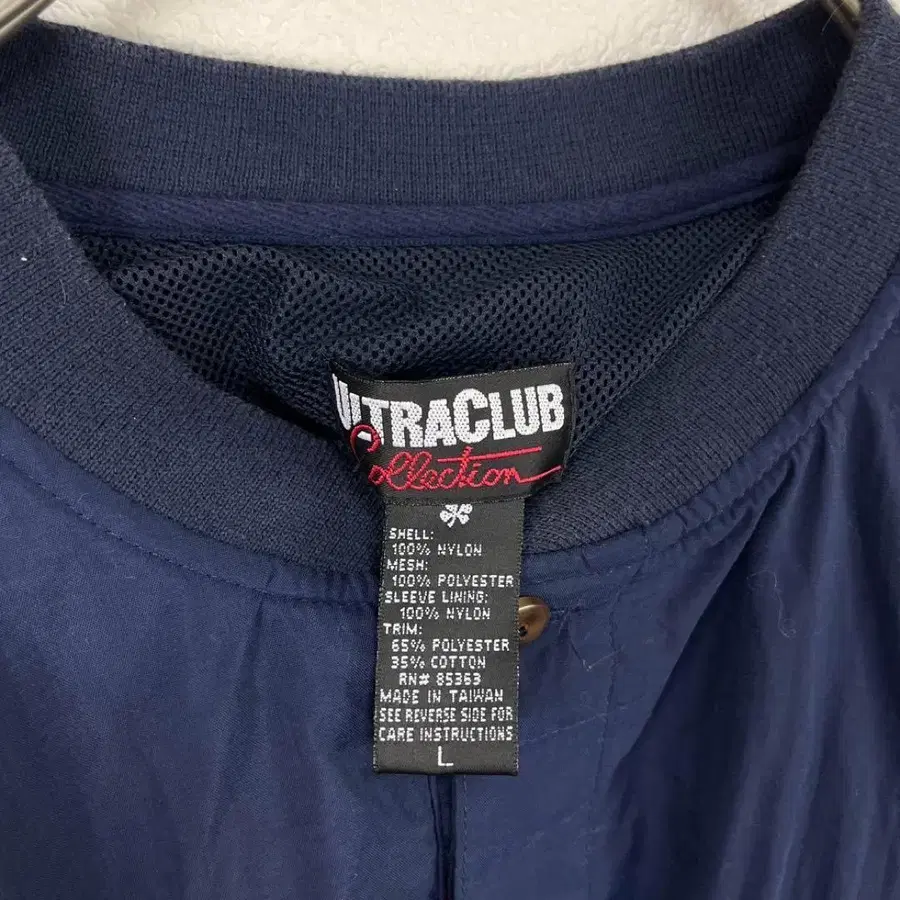 ULTRACLUB
Collection
SHELL:
100% NYLON
MESH:
100% POLYESTER
SLEEVE LINING:
100% NYLON
TRIM:
65% POLYESTER
35% COTTON
RN# 85363
MADE IN TAIWAN
SEE REVERSE SIDE FOR
CARE INSTRUCTIONS
L